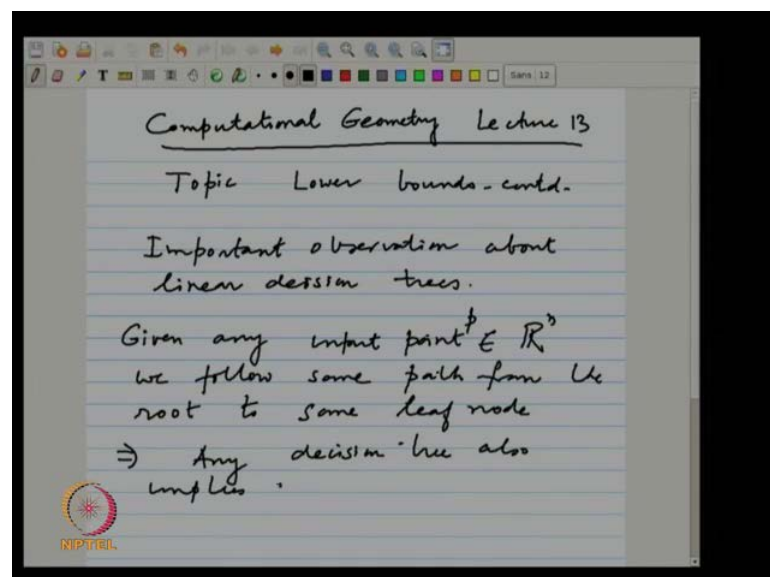 Sans 12
Computational Geometry Lecture 13
Topic Lower bounds - contd.
Important observation about
linear decision trees.
Given any input point p ∈ ℝⁿ
we follow some path from the
root to some leaf node
⇒ Any decision tree also
implies
NPTEL